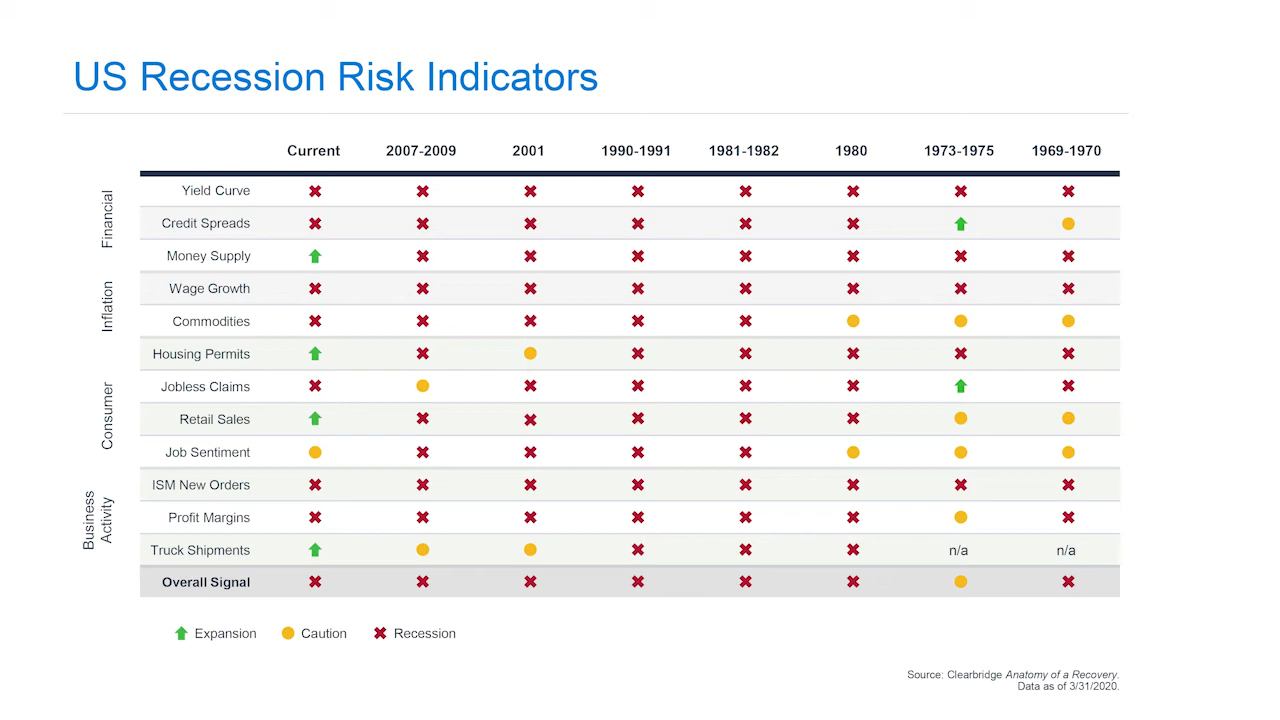 US Recession Risk Indicators
Current 2007-2009 2001 1990-1991 1981-1982 1980 1973-1975 1969-1970
Financial
Yield Curve
Credit Spreads
Money Supply
Inflation
Wage Growth
Commodities
Consumer
Housing Permits
Jobless Claims
Retail Sales
Job Sentiment
Business
Activity
ISM New Orders
Profit Margins
Truck Shipments n/a n/a
Overall Signal
Expansion Caution Recession
Source: Clearbridge Anatomy of a Recovery.
Data as of 3/31/2020.